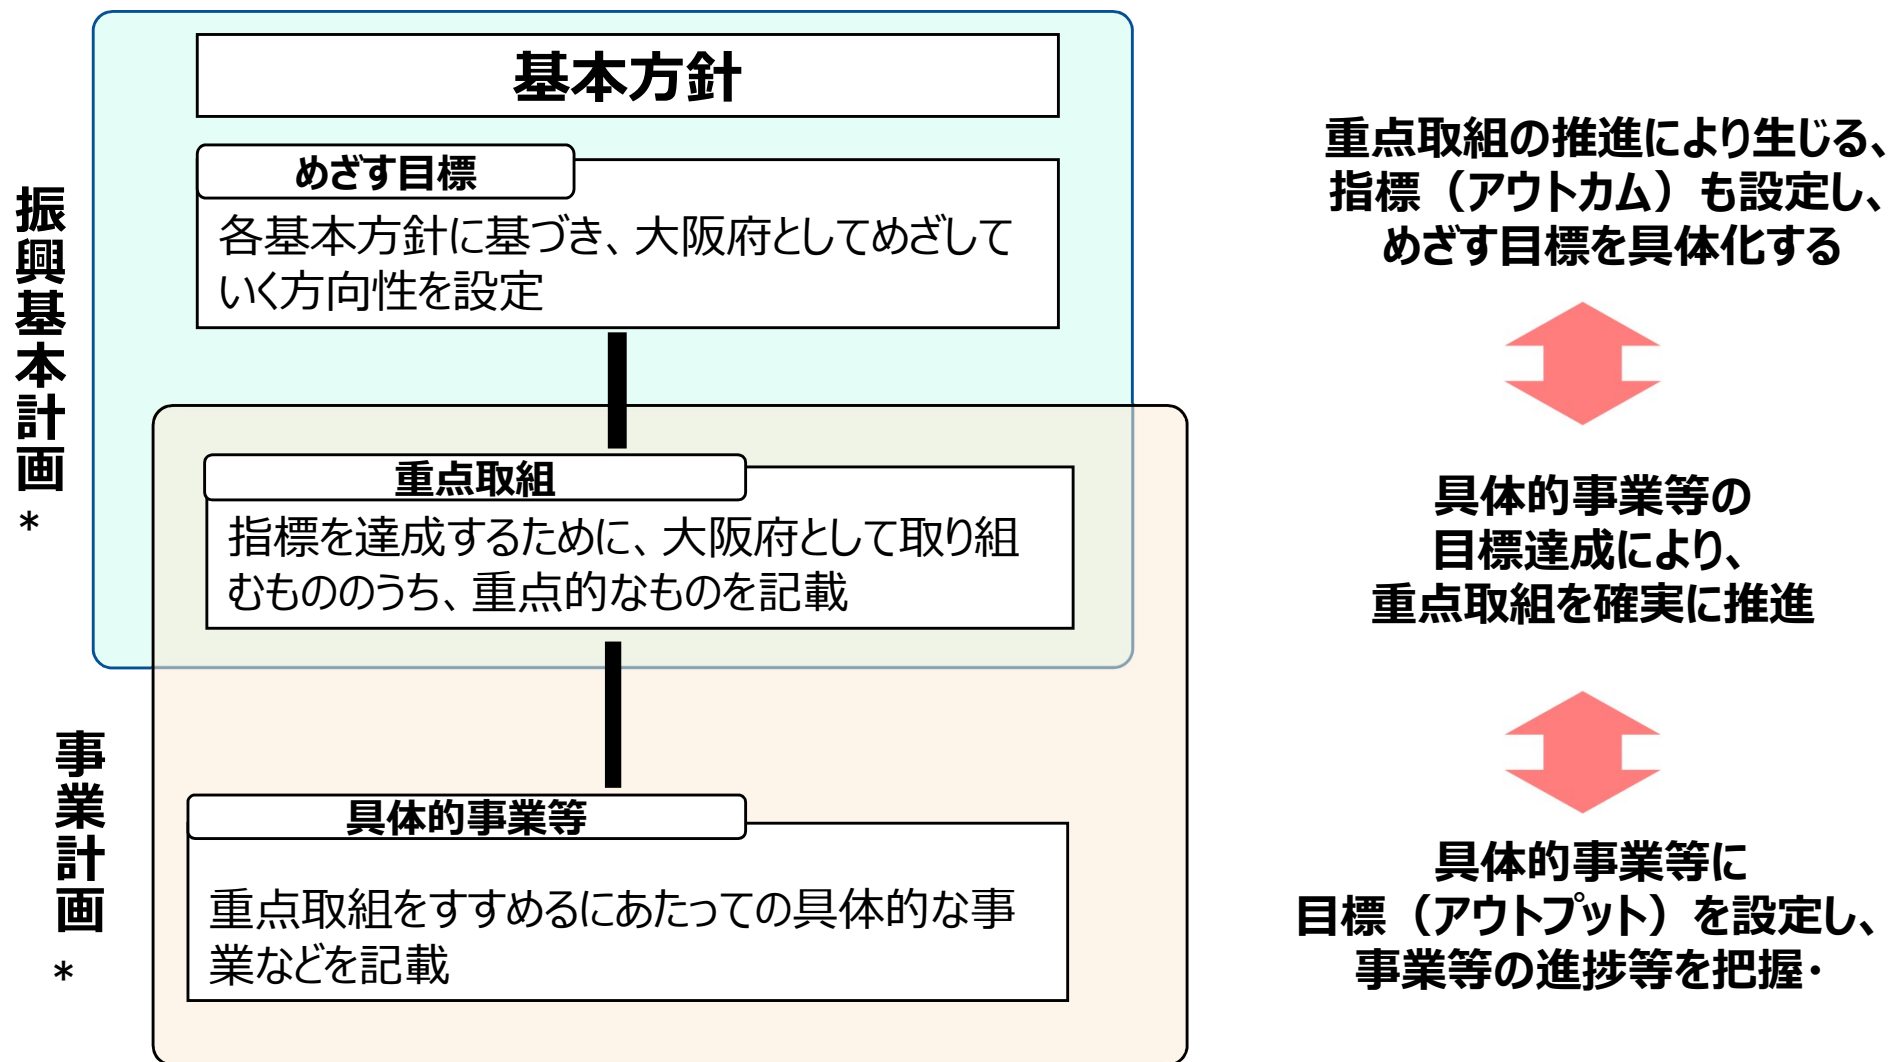 振興基本計画
*
基本方針
めざす目標
各基本方針に基づき、大阪府としてめざして
いく方向性を設定
重点取組
指標を達成するために、大阪府として取り組
むもののうち、重点的なものを記載
事業計画
*
具体的事業等
重点取組をすすめるにあたっての具体的な事
業などを記載
重点取組の推進により生じる、
指標（アウトカム）も設定し、
めざす目標を具体化する
具体的事業等の
目標達成により、
重点取組を確実に推進
具体的事業等に
目標（アウトプット）を設定し、
事業等の進捗等を把握・